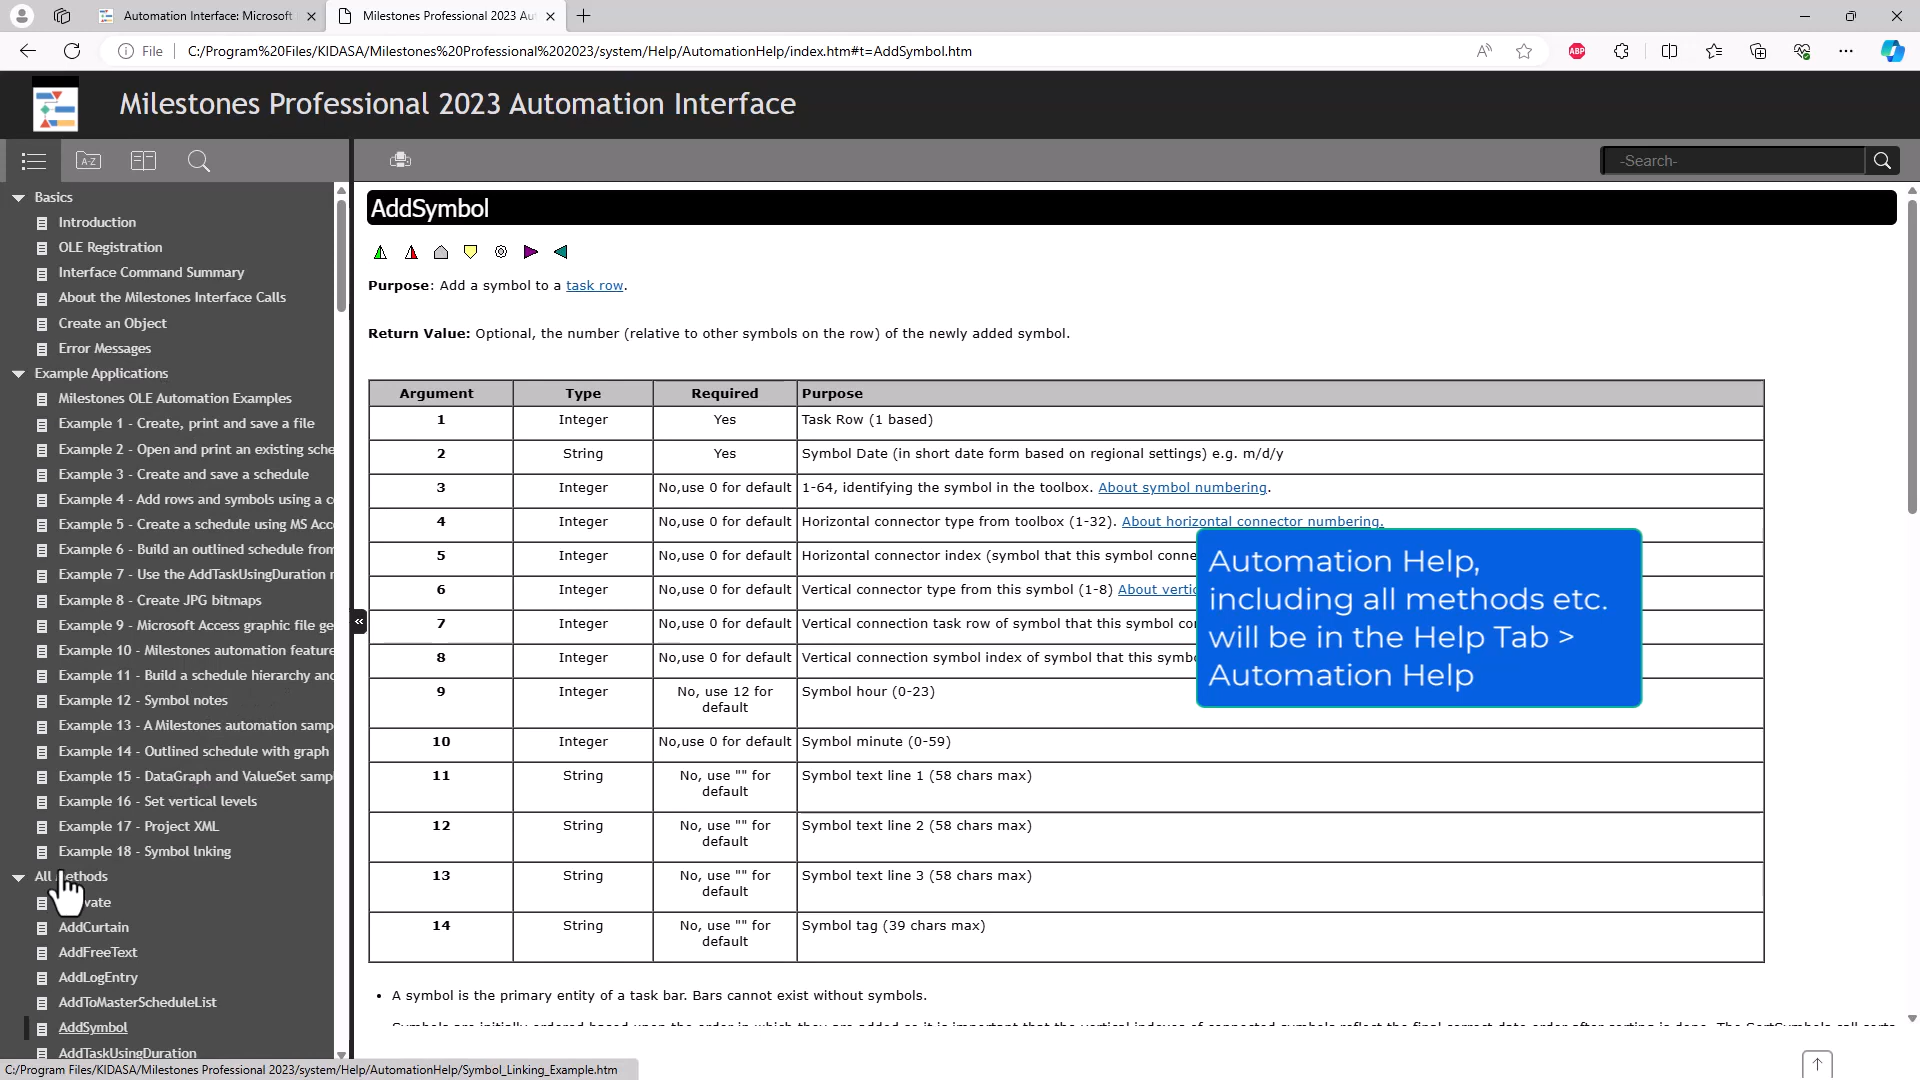 Automation Interface: Microsoft
Milestones Professional 2023 Au
File
C:/Program%20Files/KIDASA/Milestones%20Professional%202023/system/Help/AutomationHelp/index.htm#t=AddSymbol.htm
ABP
Milestones Professional 2023 Automation Interface
A-Z
-Search-
Basics
Introduction
OLE Registration
Interface Command Summary
About the Milestones Interface Calls
Create an Object
Error Messages
Example Applications
Milestones OLE Automation Examples
Example 1 - Create, print and save a file
Example 2 - Open and print an existing sche
Example 3 - Create and save a schedule
Example 4 - Add rows and symbols using a c
Example 5 - Create a schedule using MS Acc
Example 6 - Build an outlined schedule from
Example 7 - Use the AddTaskUsingDuration
Example 8 - Create JPG bitmaps
Example 9 - Microsoft Access graphic file ge
Example 10 - Milestones automation feature
Example 11 - Build a schedule hierarchy and
Example 12 - Symbol notes
Example 13 - A Milestones automation samp
Example 14 - Outlined schedule with graph
Example 15 - DataGraph and ValueSet samp
Example 16 - Set vertical levels
Example 17 - Project XML
Example 18 - Symbol lnking
All ethods
vate
AddCurtain
AddFreeText
AddLogEntry
AddToMasterScheduleList
AddSymbol
AddTaskUsingDuration
AddSymbol
Purpose: Add a symbol to a task row.
Return Value: Optional, the number (relative to other symbols on the row) of the newly added symbol.
Argument Type Required Purpose
1 Integer Yes Task Row (1 based)
2 String Yes Symbol Date (in short date form based on regional settings) e.g. m/d/y
3 Integer No,use 0 for default 1-64, identifying the symbol in the toolbox. About symbol numbering.
4 Integer No,use 0 for default Horizontal connector type from toolbox (1-32). About horizontal connector numbering.
5 Integer No,use 0 for default Horizontal connector index (symbol that this symbol conne
6 Integer No,use 0 for default Vertical connector type from this symbol (1-8) About vertic
7 Integer No,use 0 for default Vertical connection task row of symbol that this symbol co
8 Integer No,use 0 for default Vertical connection symbol index of symbol that this symbo
9 Integer No, use 12 for default Symbol hour (0-23)
10 Integer No,use 0 for default Symbol minute (0-59)
11 String No, use "" for default Symbol text line 1 (58 chars max)
12 String No, use "" for default Symbol text line 2 (58 chars max)
13 String No, use "" for default Symbol text line 3 (58 chars max)
14 String No, use "" for default Symbol tag (39 chars max)
Automation Help,
including all methods etc.
will be in the Help Tab >
Automation Help
• A symbol is the primary entity of a task bar. Bars cannot exist without symbols.
C:/Program Files/KIDASA/Milestones Professional 2023/system/Help/AutomationHelp/Symbol_Linking_Example.htm